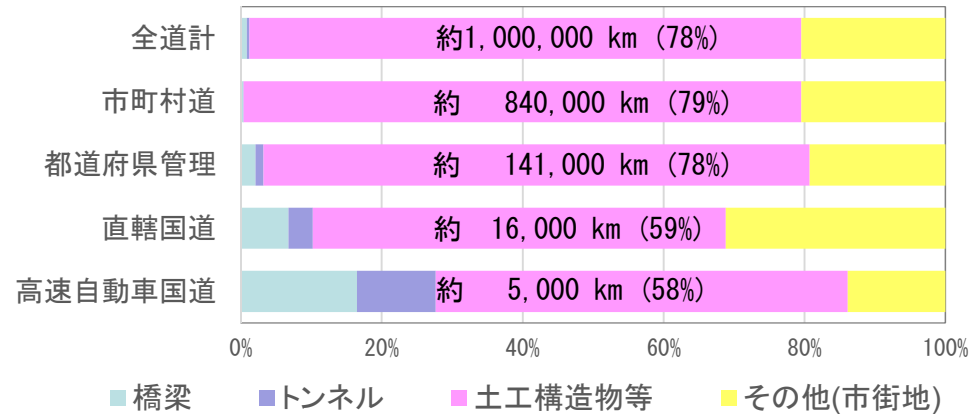 全道計 約1,000,000 km (78%)
市町村道 約 840,000 km (79%)
都道府県管理 約 141,000 km (78%)
直轄国道 約 16,000 km (59%)
高速自動車国道 約 5,000 km (58%)
0% 20% 40% 60% 80% 100%
橋梁 トンネル 土工構造物等 その他(市街地)